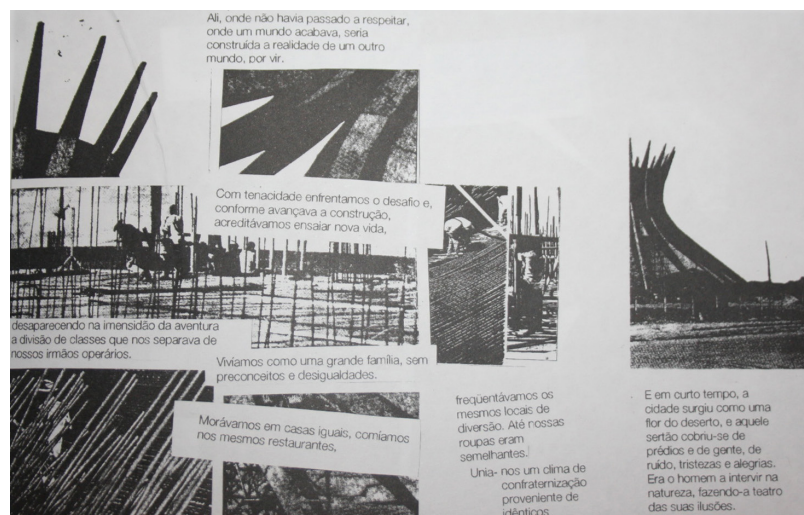 Ali, onde não havia passado a respeitar,
onde um mundo acabava, seria
construída a realidade de um outro
mundo, por vir.
Com tenacidade enfrentamos o desafio e,
conforme avançava a construção,
acreditávamos ensaiar nova vida,
desaparecendo na imensidão da aventura
a divisão de classes que nos separava de
nossos irmãos operários.
Vivíamos como uma grande família, sem
preconceitos e desigualdades.
Morávamos em casas iguais, comíamos
nos mesmos restaurantes,
freqüentávamos os
mesmos locais de
diversão. Até nossas
roupas eram
semelhantes.
Unia- nos um clima de
confraternização
proveniente de
idênticos
E em curto tempo, a
cidade surgiu como uma
flor do deserto, e aquele
sertão cobriu-se de
prédios e de gente, de
ruído, tristezas e alegrias.
Era o homem a intervir na
natureza, fazendo-a teatro
das suas ilusões.